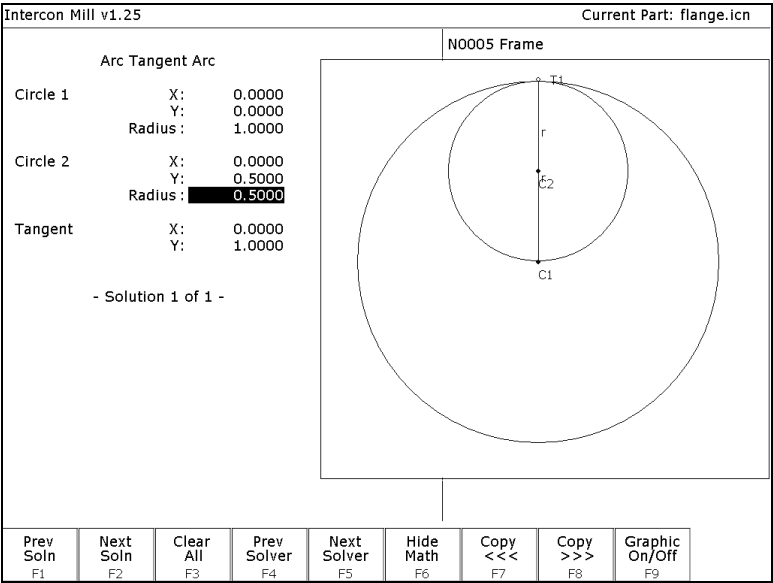 Intercon Mill v1.25 Current Part: flange.icn
N0005 Frame
Arc Tangent Arc
Circle 1 X: 0.0000
Y: 0.0000
Radius: 1.0000
Circle 2 X: 0.0000
Y: 0.5000
Radius: 0.5000
Tangent X: 0.0000
Y: 1.0000
- Solution 1 of 1 -
T1
r
r
C2
C1
Prev Soln F1
Next Soln F2
Clear All F3
Prev Solver F4
Next Solver F5
Hide Math F6
Copy <<< F7
Copy >>> F8
Graphic On/Off F9